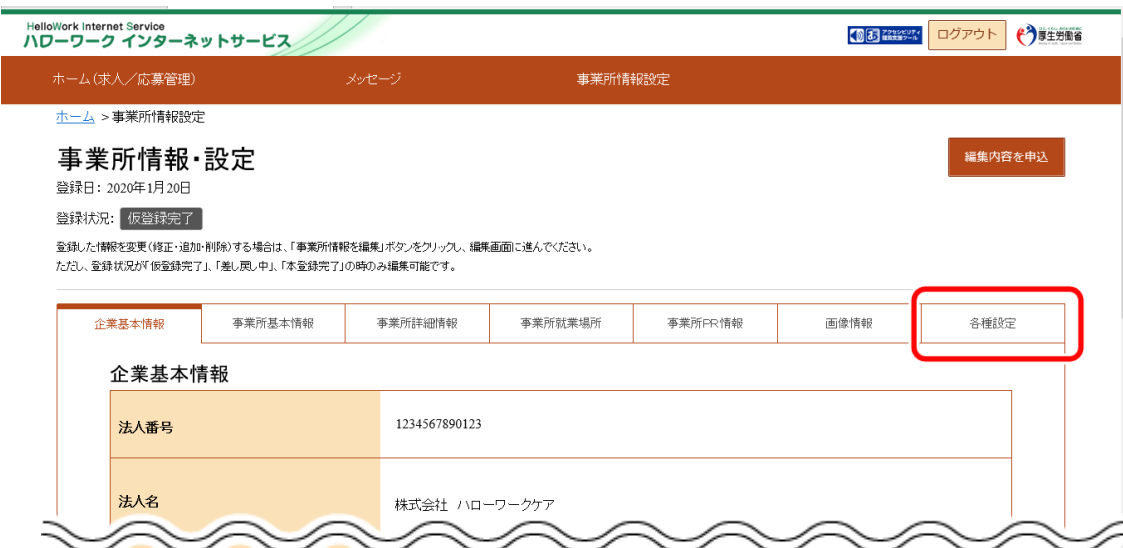 HelloWork Internet Service
ハローワーク インターネットサービス
ログアウト
厚生労働省
ホーム(求人/応募管理)
メッセージ
事業所情報設定
ホーム >事業所情報設定
事業所情報・設定
編集内容を申込
登録日: 2020年1月20日
登録状況: 仮登録完了
登録した情報を変更(修正・追加・削除)する場合は、「事業所情報を編集」ボタンをクリックし、編集画面に進んでください。
ただし、登録状況が「仮登録完了」、「差し戻し中」、「本登録完了」の時のみ編集可能です。
企業基本情報
事業所基本情報
事業所詳細情報
事業所就業場所
事業所PR情報
画像情報
各種設定
企業基本情報
法人番号
1234567890123
法人名
株式会社 ハローワークケア